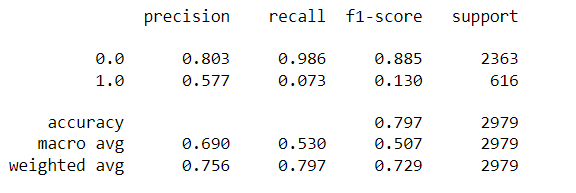 precision recall f1-score support
0.0 0.803 0.986 0.885 2363
1.0 0.577 0.073 0.130 616
accuracy 0.797 2979
macro avg 0.690 0.530 0.507 2979
weighted avg 0.756 0.797 0.729 2979